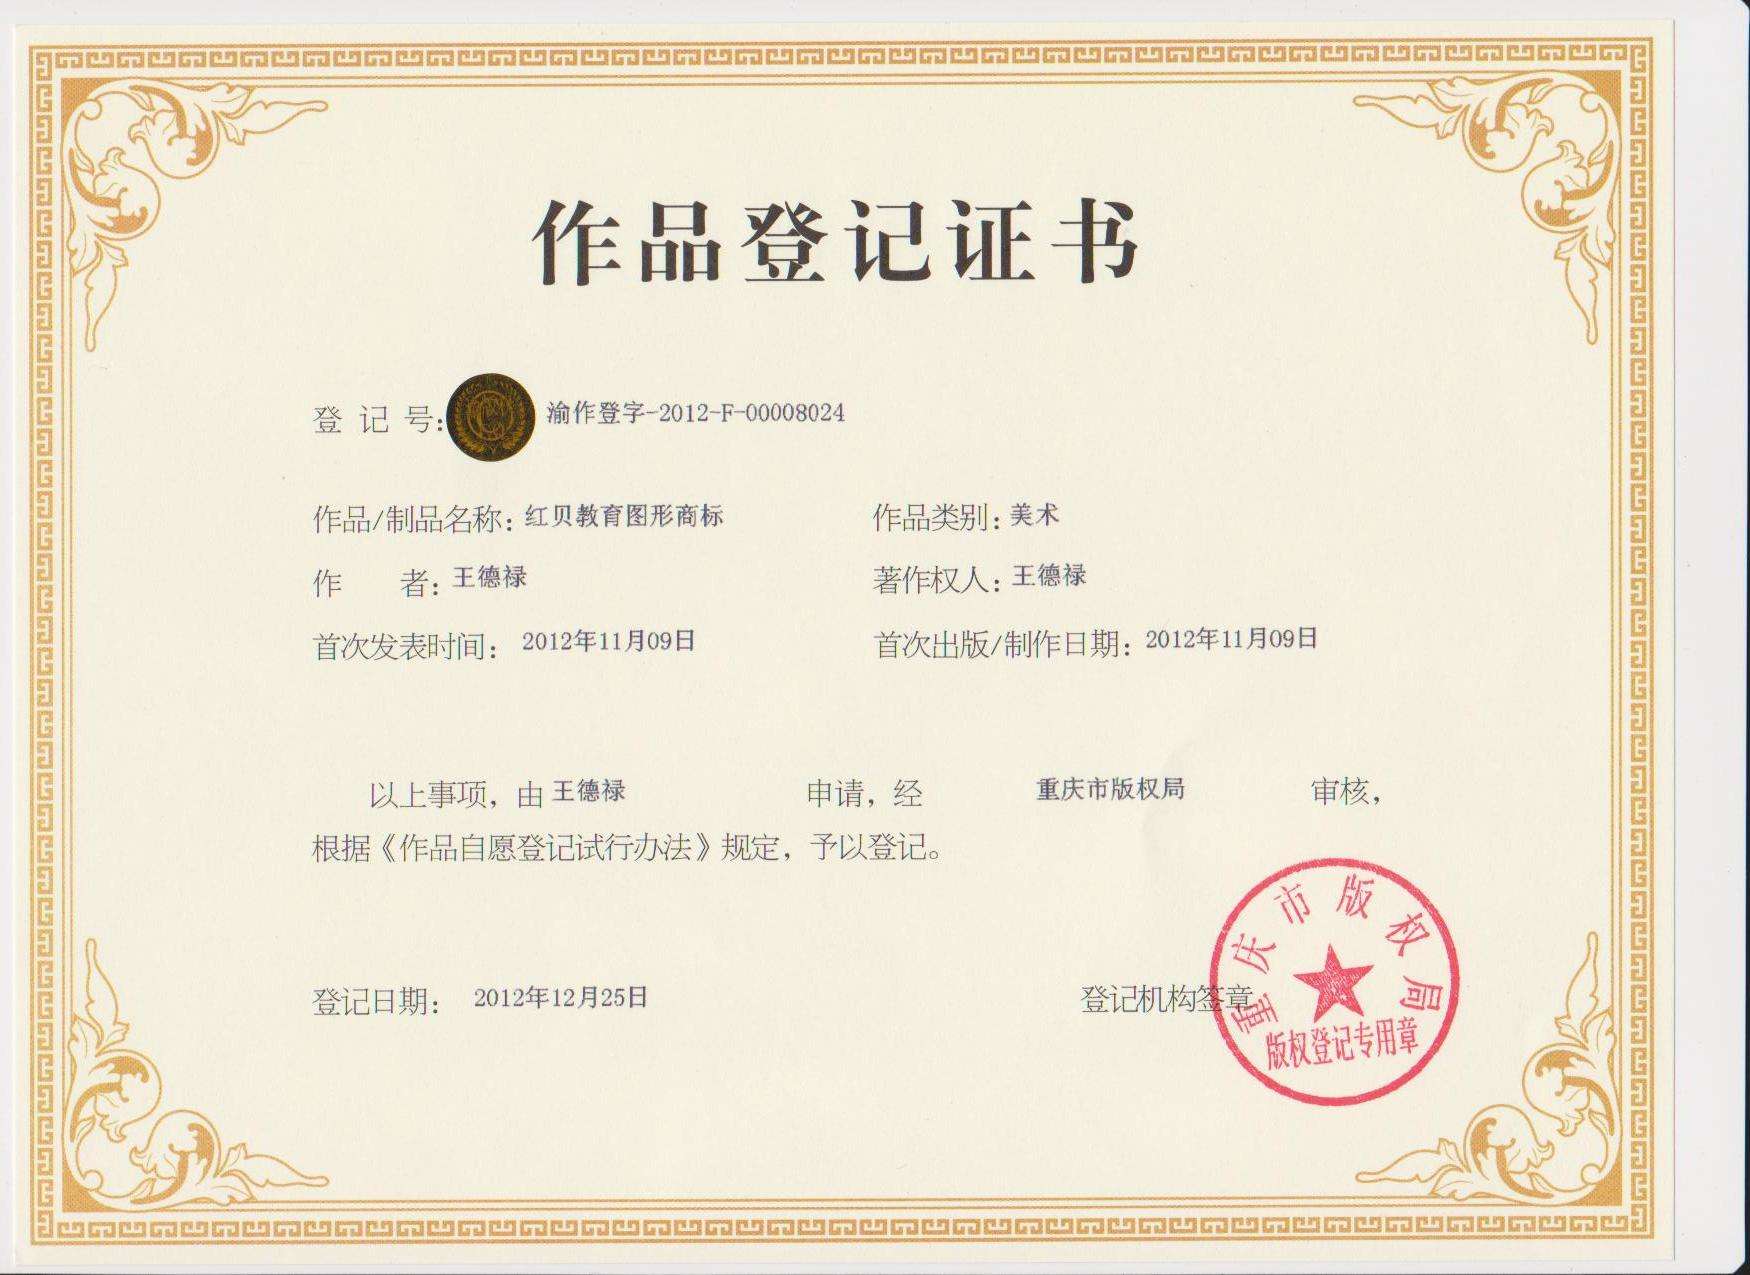 作品登记证书
登 记 号: 渝作登字-2012-F-00008024
作品/制品名称: 红贝教育图形商标 作品类别: 美术
作 者: 王德禄 著作权人: 王德禄
首次发表时间: 2012年11月09日 首次出版/制作日期: 2012年11月09日
以上事项，由 王德禄 申请，经 重庆市版权局 审核，
根据《作品自愿登记试行办法》规定，予以登记。
登记日期: 2012年12月25日 登记机构签章
重庆市版权局
版权登记专用章